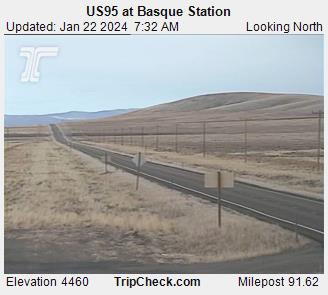 US95 at Basque Station
Updated: Jan 22 2024 7:32 AM Looking North
Elevation 4460 TripCheck.com Milepost 91.62